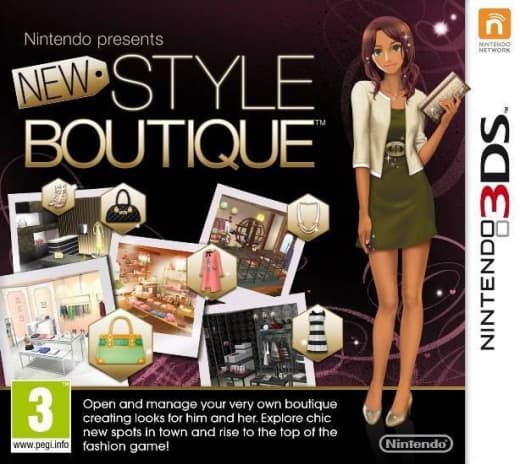 Nintendo presents
NEW STYLE
BOUTIQUE™
NINTENDO
NETWORK
NINTENDO 3DS™
3
www.pegi.info
Open and manage your very own boutique
creating looks for him and her. Explore chic
new spots in town and rise to the top of the
fashion game!
Nintendo